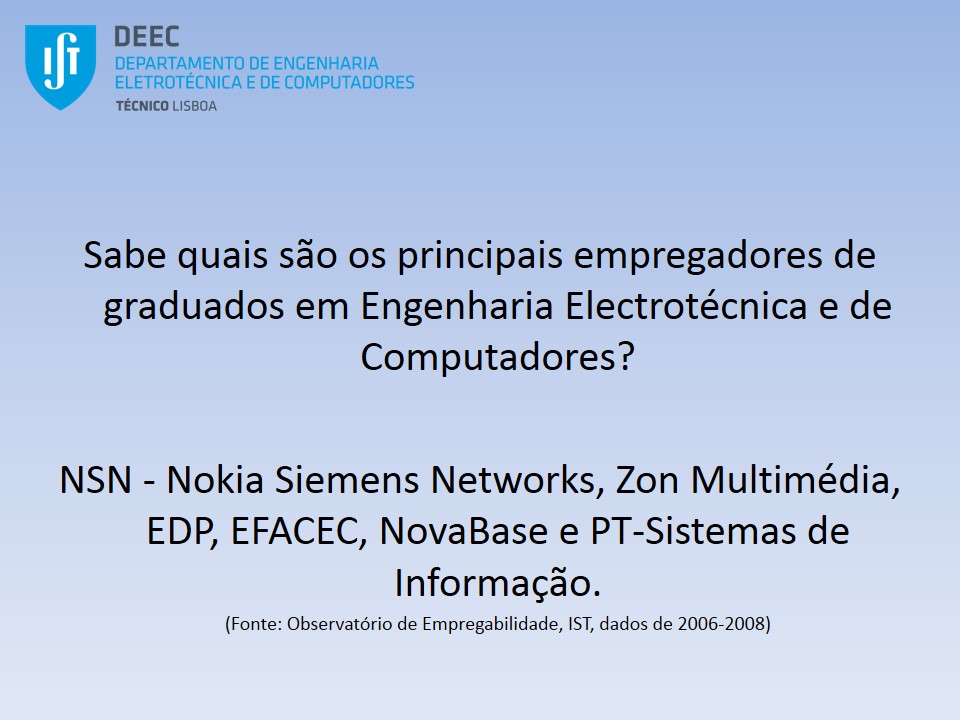 IST
DEEC
DEPARTAMENTO DE ENGENHARIA
ELETROTÉCNICA E DE COMPUTADORES
TÉCNICO LISBOA
Sabe quais são os principais empregadores de
graduados em Engenharia Electrotécnica e de
Computadores?
NSN - Nokia Siemens Networks, Zon Multimédia,
EDP, EFACEC, NovaBase e PT-Sistemas de
Informação.
(Fonte: Observatório de Empregabilidade, IST, dados de 2006-2008)